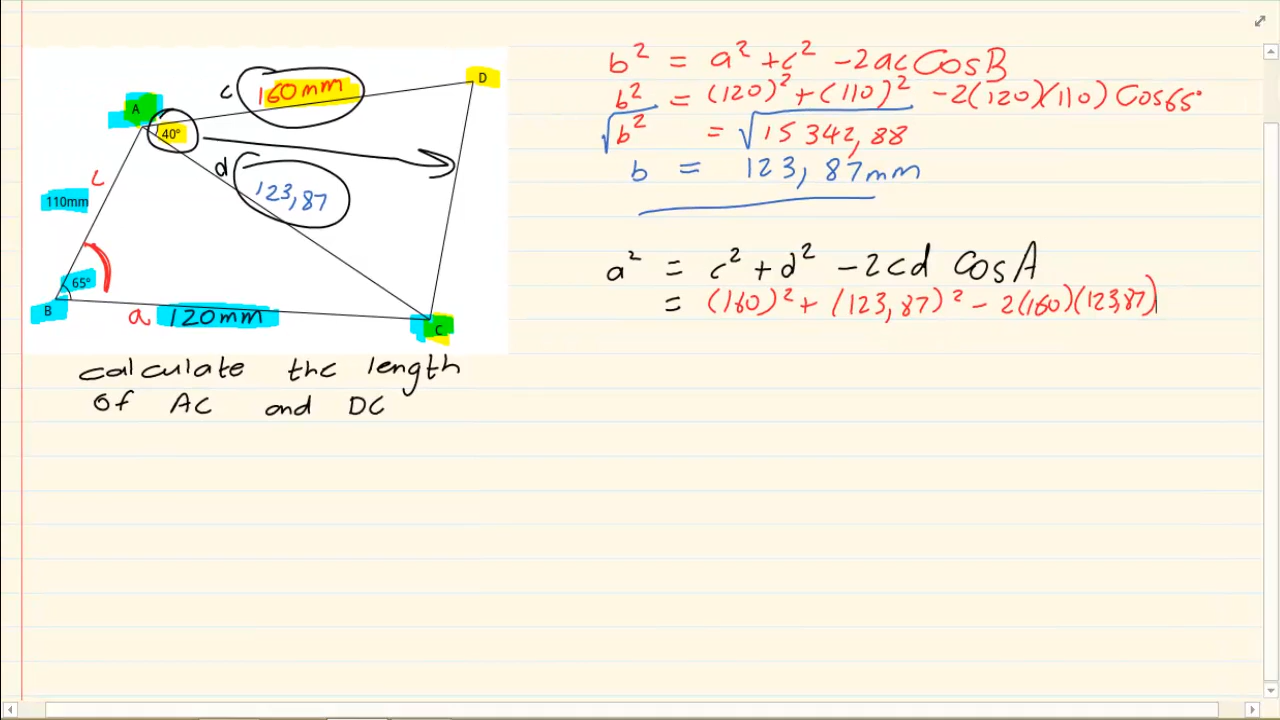 D
c 160mm
A
40°
d
123,87
c
110mm
65°
B
a 120mm
C
calculate the length
of AC and DC
b² = a² + c² - 2ac Cos B
b² = (120)² + (110)² - 2(120)(110) Cos65°
√b² = √15 342,88
b = 123,87mm
a² = c² + d² - 2cd cos A
= (160)² + (123,87)² - 2(160)(123,87)